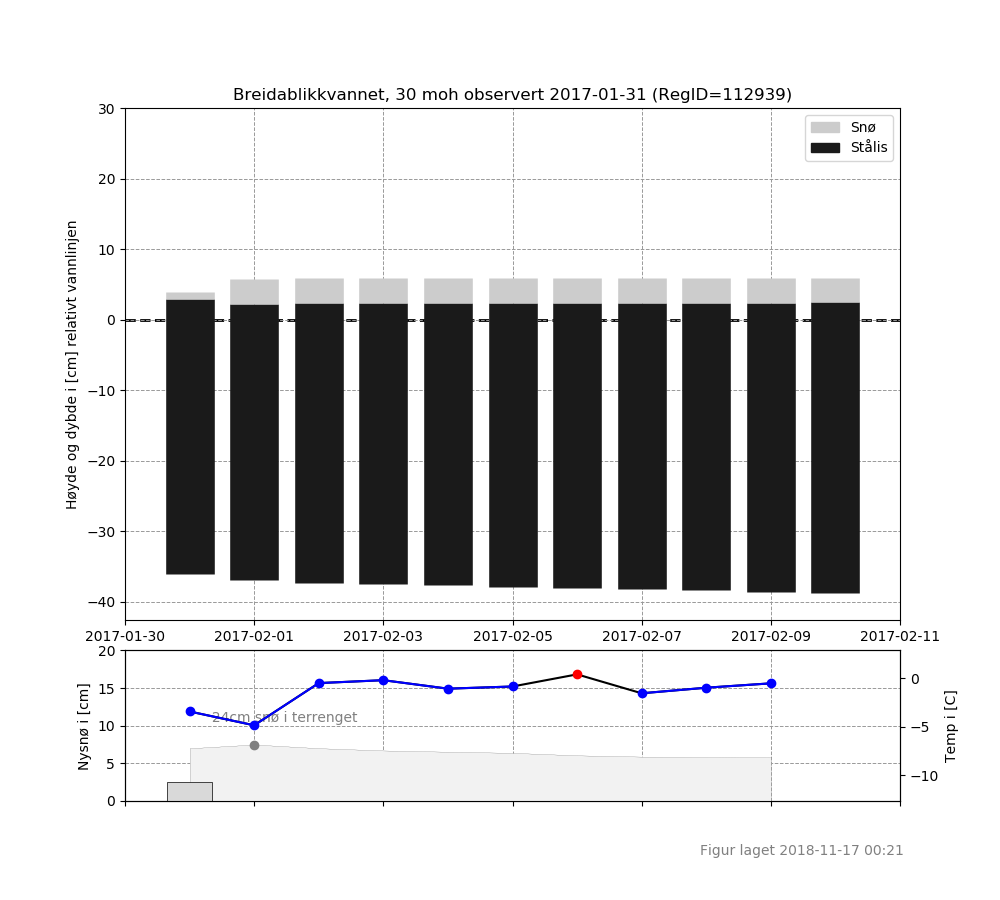 Breidablikkvannet, 30 moh observert 2017-01-31 (RegID=112939)
Snø
Stålis
30
20
10
0
−10
−20
−30
−40
Høyde og dybde i [cm] relativt vannlinjen
2017-01-30 2017-02-01 2017-02-03 2017-02-05 2017-02-07 2017-02-09 2017-02-11
20
15
10
5
0
Nysnø i [cm]
24cm snø i terrenget
0
−5
−10
Temp i [C]
Figur laget 2018-11-17 00:21